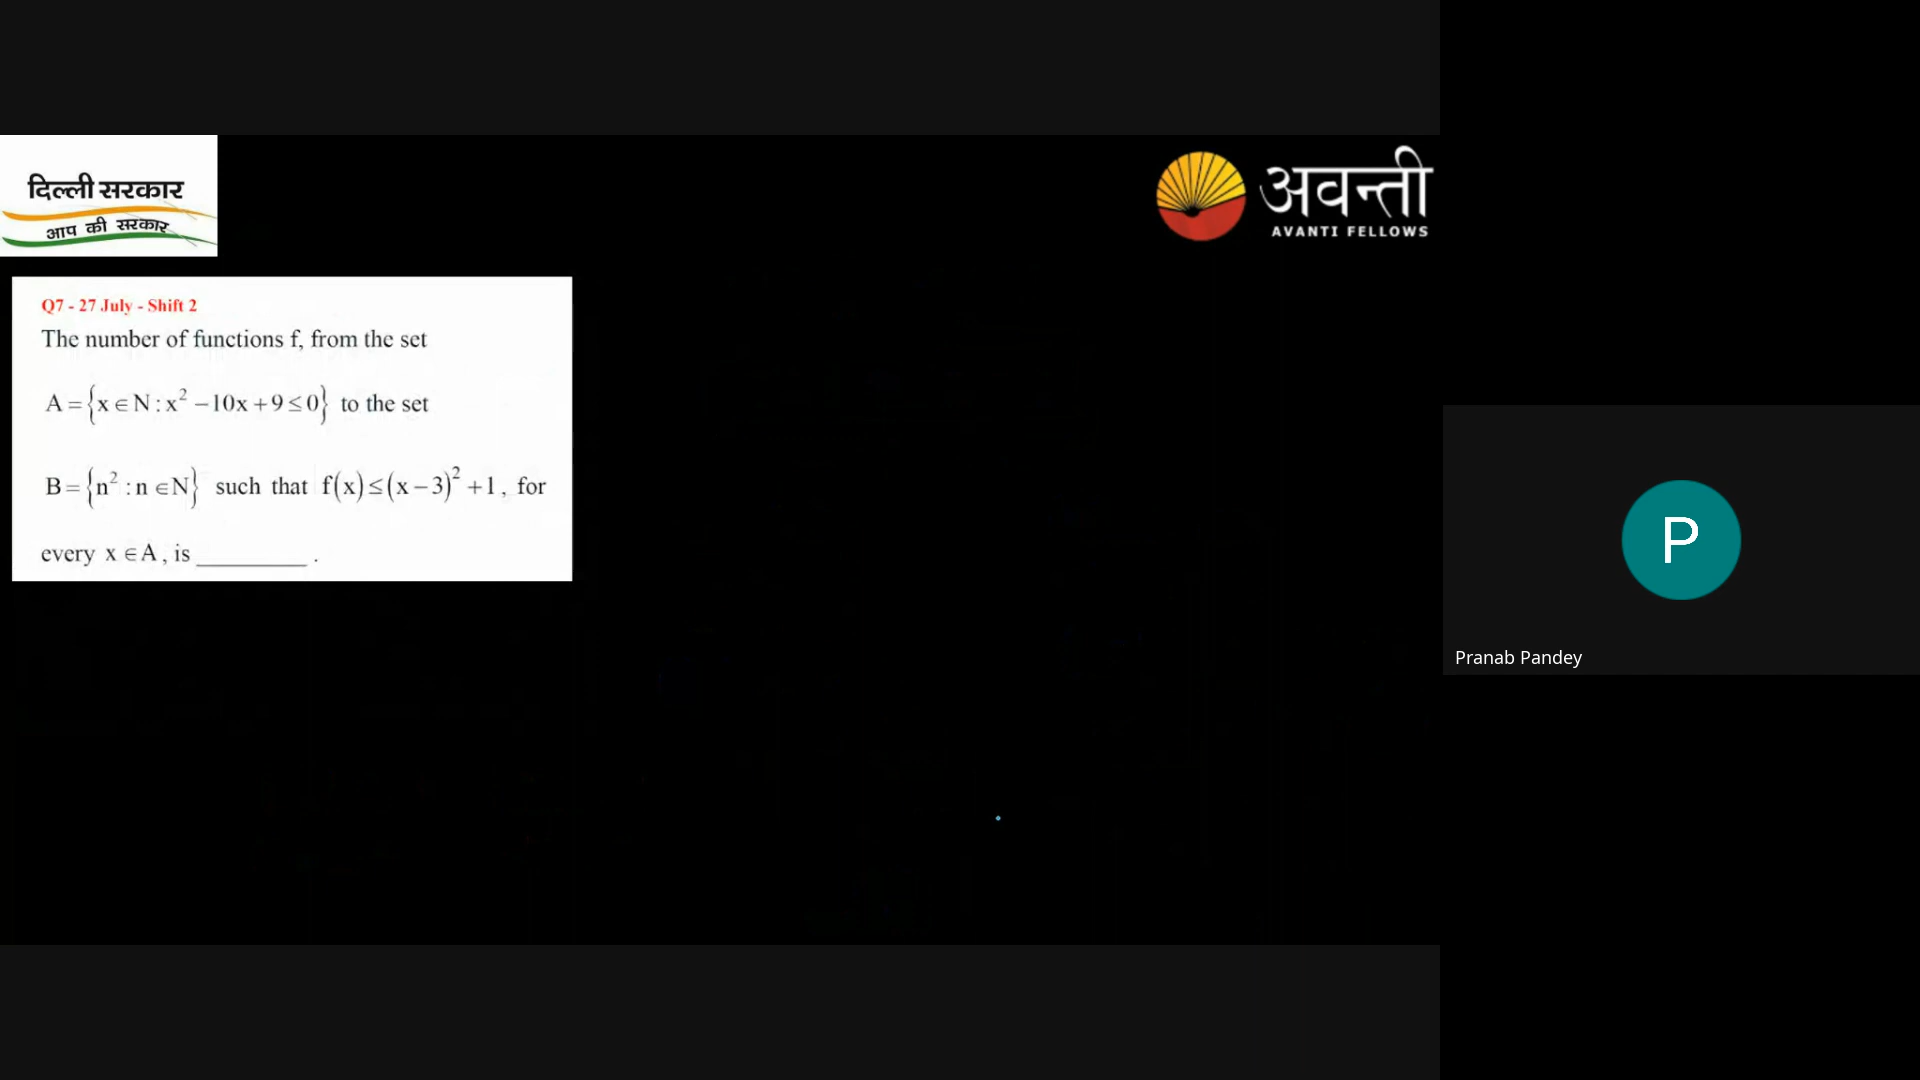 दिल्ली सरकार
आप की सरकार
अवन्ती
AVANTI FELLOWS
Q7 - 27 July - Shift 2
The number of functions f, from the set
A = {x ∈ N : x² − 10x + 9 ≤ 0} to the set
B = {n² : n ∈ N} such that f(x) ≤ (x − 3)² + 1, for
every x ∈ A, is __________ .
P
Pranab Pandey